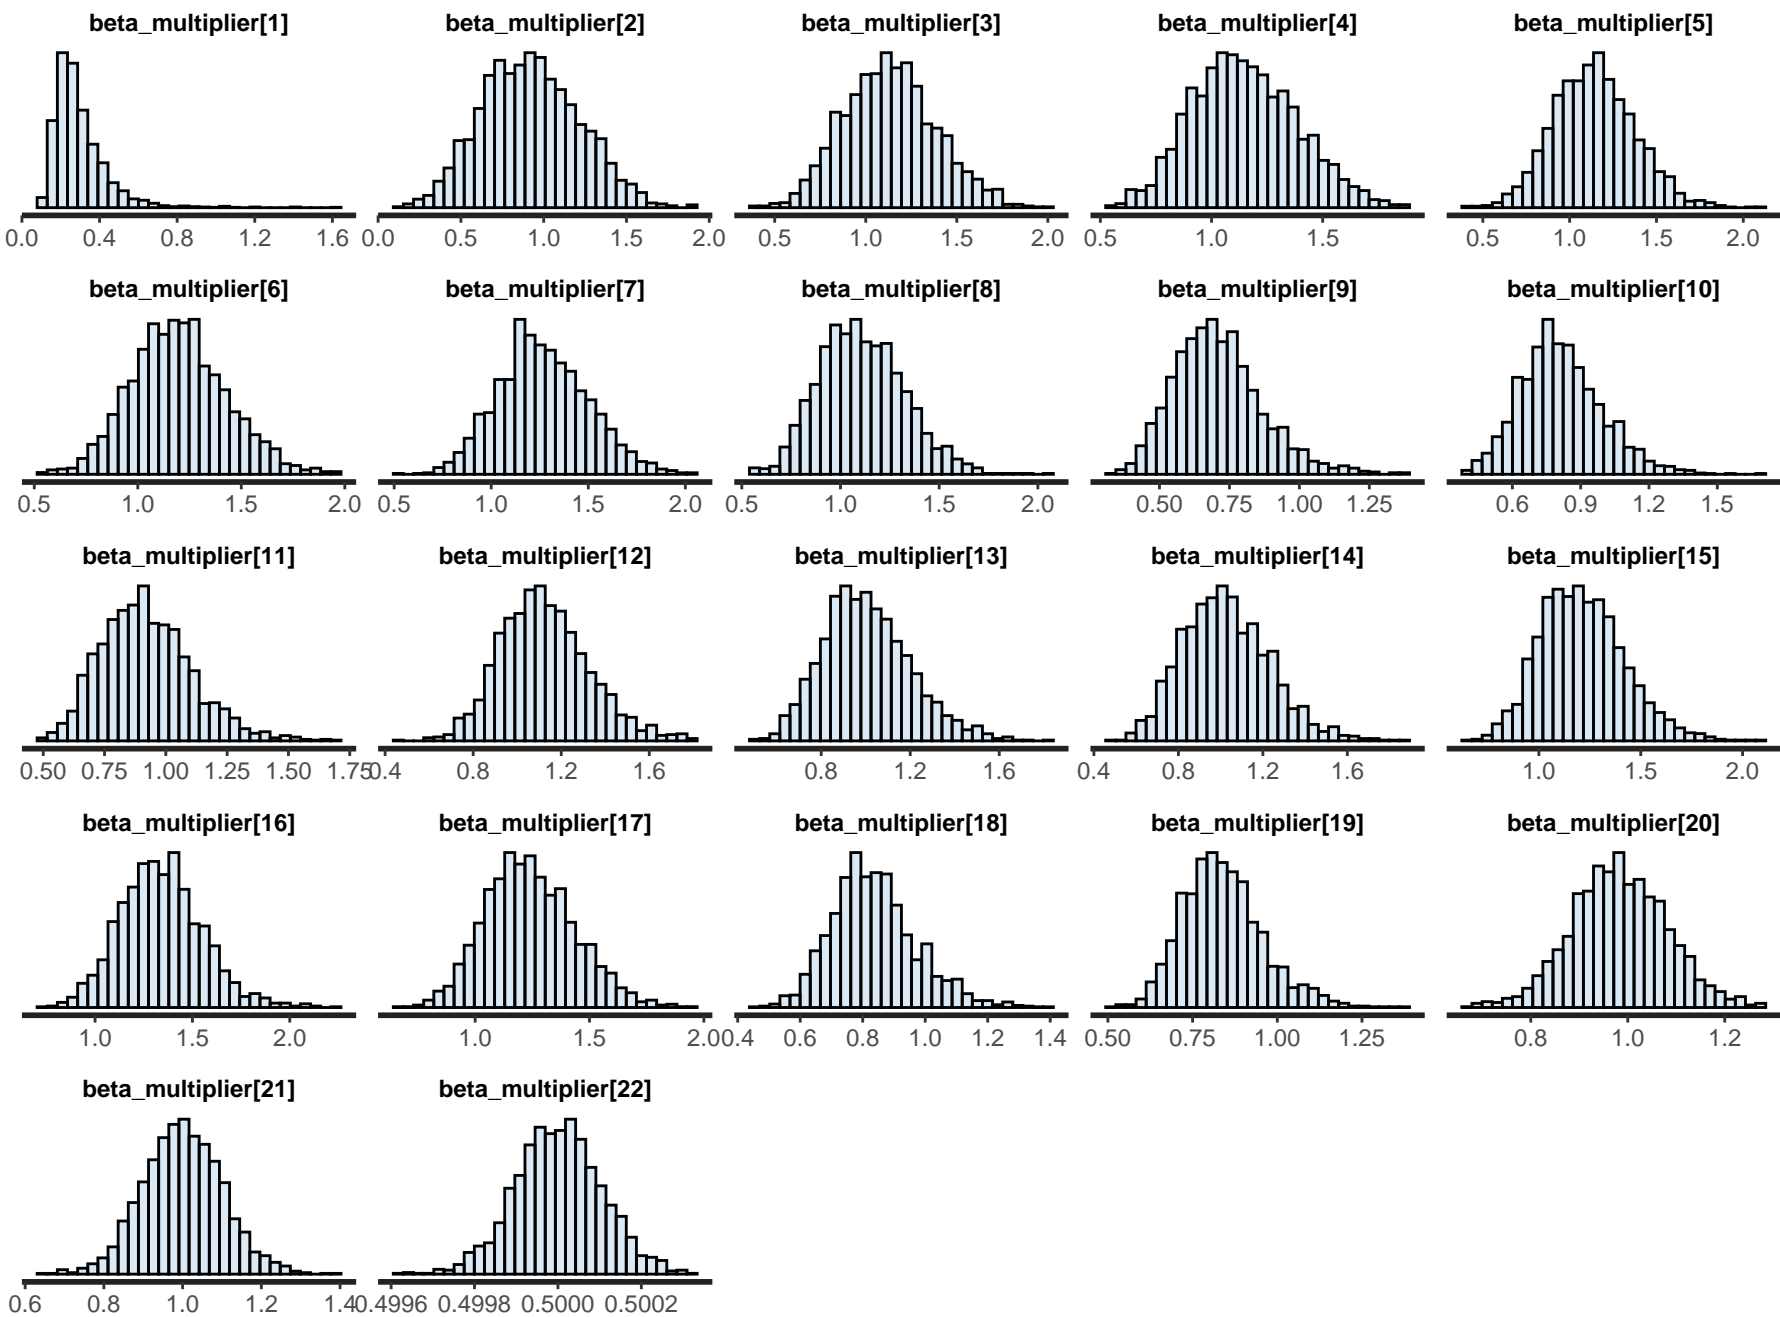 beta_multiplier[1] beta_multiplier[2] beta_multiplier[3] beta_multiplier[4] beta_multiplier[5]
0.0 0.4 0.8 1.2 1.6 0.0 0.5 1.0 1.5 2.0 0.5 1.0 1.5 2.0 0.5 1.0 1.5 0.5 1.0 1.5 2.0
beta_multiplier[6] beta_multiplier[7] beta_multiplier[8] beta_multiplier[9] beta_multiplier[10]
0.5 1.0 1.5 2.0 0.5 1.0 1.5 2.0 0.5 1.0 1.5 2.0 0.50 0.75 1.00 1.25 0.6 0.9 1.2 1.5
beta_multiplier[11] beta_multiplier[12] beta_multiplier[13] beta_multiplier[14] beta_multiplier[15]
0.50 0.75 1.00 1.25 1.50 1.75 0.4 0.8 1.2 1.6 0.8 1.2 1.6 0.4 0.8 1.2 1.6 1.0 1.5 2.0
beta_multiplier[16] beta_multiplier[17] beta_multiplier[18] beta_multiplier[19] beta_multiplier[20]
1.0 1.5 2.0 1.0 1.5 2.0 0.4 0.6 0.8 1.0 1.2 1.4 0.50 0.75 1.00 1.25 0.8 1.0 1.2
beta_multiplier[21] beta_multiplier[22]
0.6 0.8 1.0 1.2 1.4 0.4996 0.4998 0.5000 0.5002